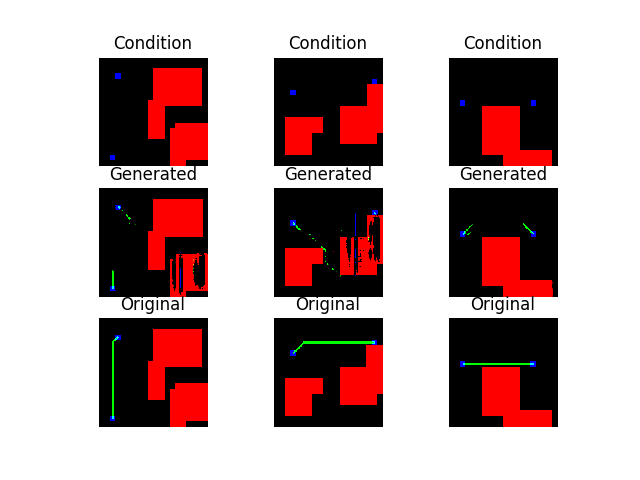 Condition
Condition
Condition
Generated
Generated
Generated
Original
Original
Original